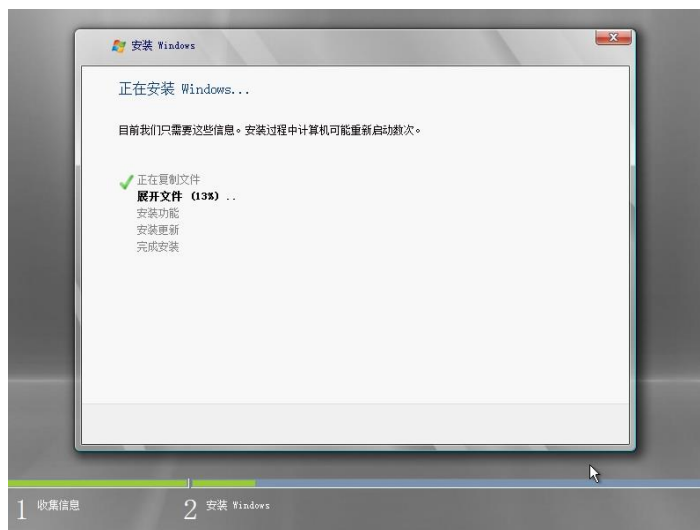 安装 Windows
正在安装 Windows...
目前我们只需要这些信息。安装过程中计算机可能重新启动数次。
正在复制文件
展开文件 (13%) ..
安装功能
安装更新
完成安装
1 收集信息
2 安装 Windows